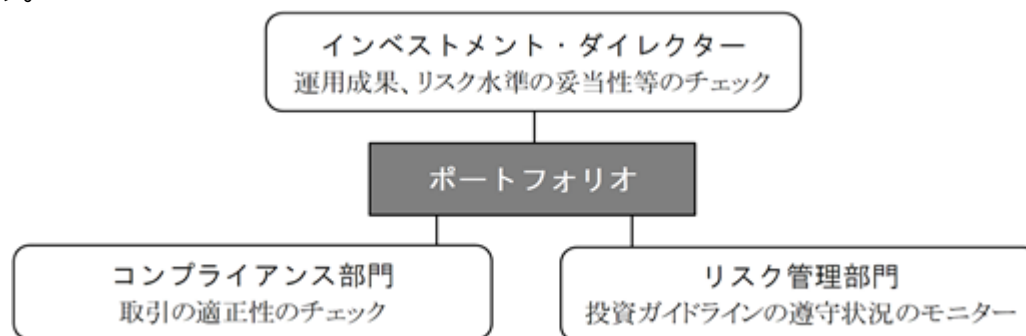 インベストメント・ダイレクター
運用成果、リスク水準の妥当性等のチェック
ポートフォリオ
コンプライアンス部門
取引の適正性のチェック
リスク管理部門
投資ガイドラインの遵守状況のモニター